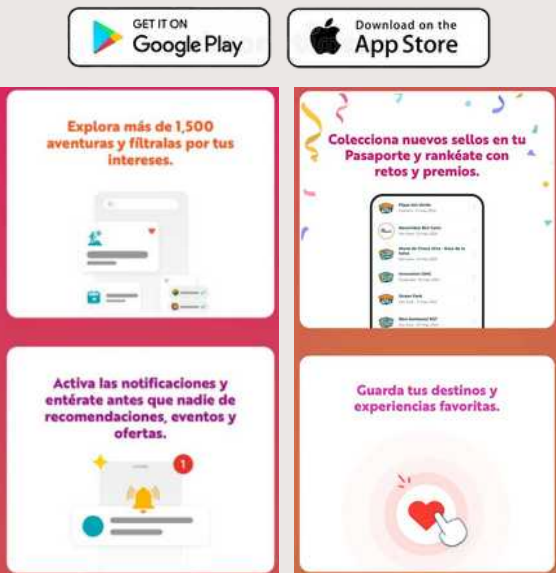 GET IT ON
Google Play
Download on the
App Store
Explora más de 1,500
aventuras y fíltralas por tus
intereses.
Colecciona nuevos sellos en tu
Pasaporte y rankéate con
retos y premios.
Activa las notificaciones y
entérate antes que nadie de
recomendaciones, eventos y
ofertas.
1
Guarda tus destinos y
experiencias favoritas.